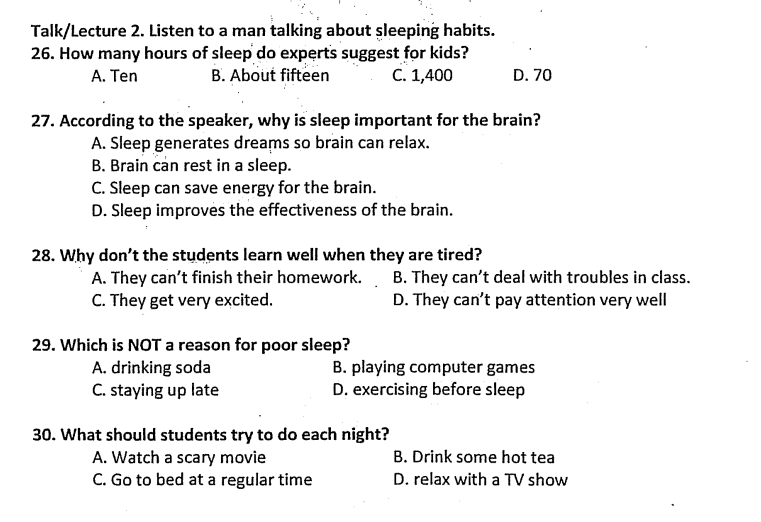 Talk/Lecture 2. Listen to a man talking about sleeping habits.
26. How many hours of sleep do experts suggest for kids?
A. Ten B. About fifteen C. 1,400 D. 70
27. According to the speaker, why is sleep important for the brain?
A. Sleep generates dreams so brain can relax.
B. Brain can rest in a sleep.
C. Sleep can save energy for the brain.
D. Sleep improves the effectiveness of the brain.
28. Why don't the students learn well when they are tired?
A. They can't finish their homework. B. They can't deal with troubles in class.
C. They get very excited. D. They can't pay attention very well
29. Which is NOT a reason for poor sleep?
A. drinking soda B. playing computer games
C. staying up late D. exercising before sleep
30. What should students try to do each night?
A. Watch a scary movie B. Drink some hot tea
C. Go to bed at a regular time D. relax with a TV show